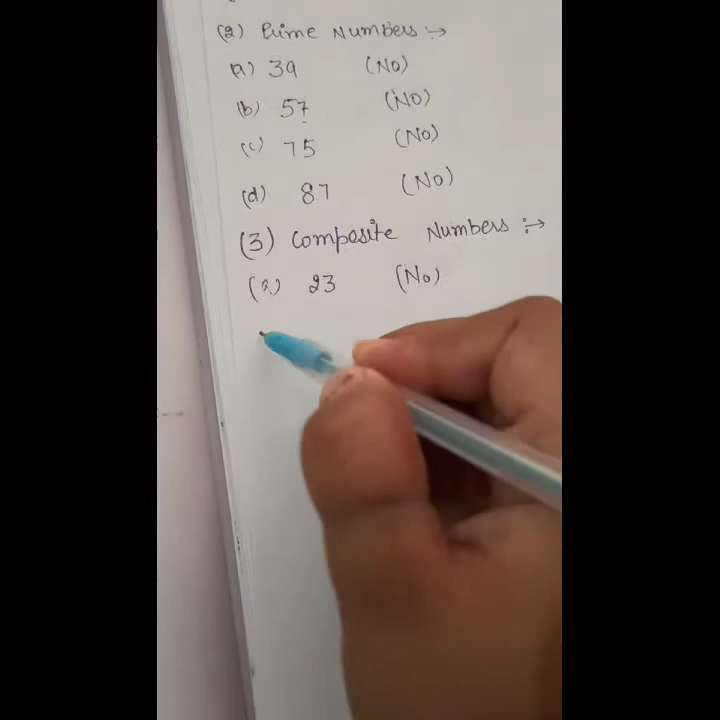 (2) Prime Numbers :→
(a) 39 (No)
(b) 57 (No)
(c) 75 (No)
(d) 87 (No)
(3) Composite Numbers :→
(a) 23 (No)